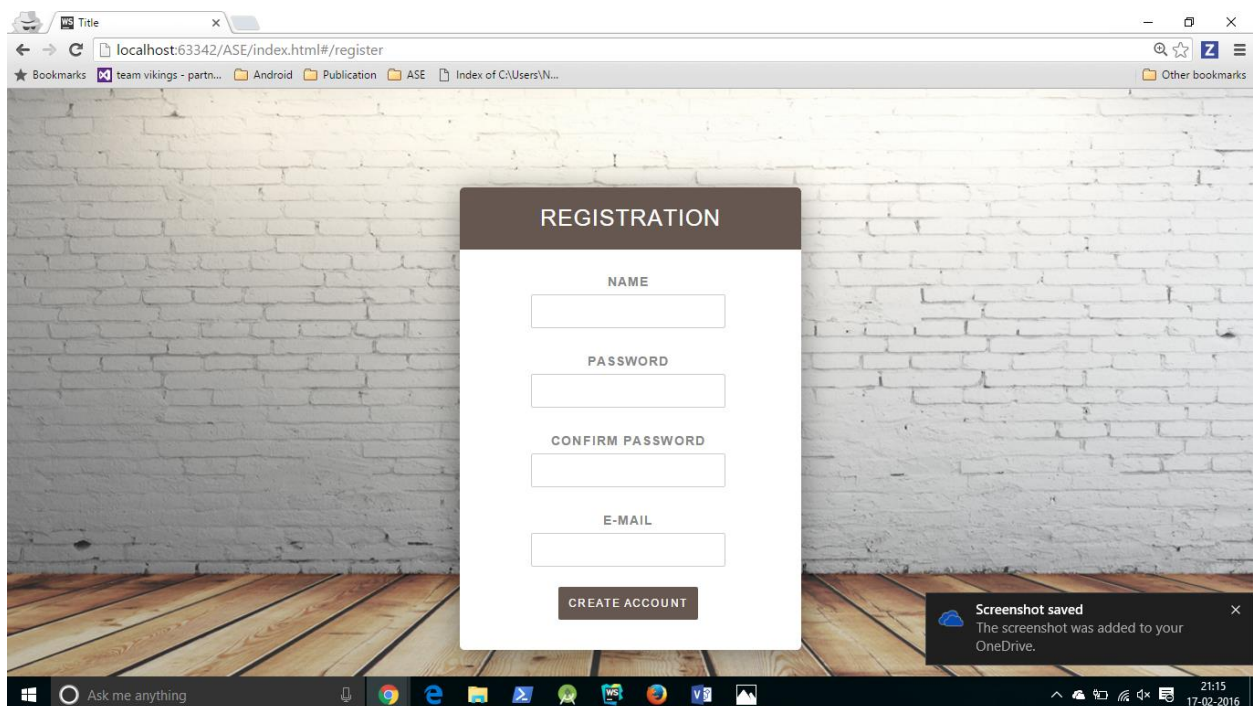 WS Title
localhost:63342/ASE/index.html#/register
Z
Bookmarks team vikings - partn... Android Publication ASE Index of C:\Users\N... Other bookmarks
REGISTRATION
NAME
PASSWORD
CONFIRM PASSWORD
E-MAIL
CREATE ACCOUNT
Screenshot saved
The screenshot was added to your
OneDrive.
Ask me anything
WS
21:15
17-02-2016